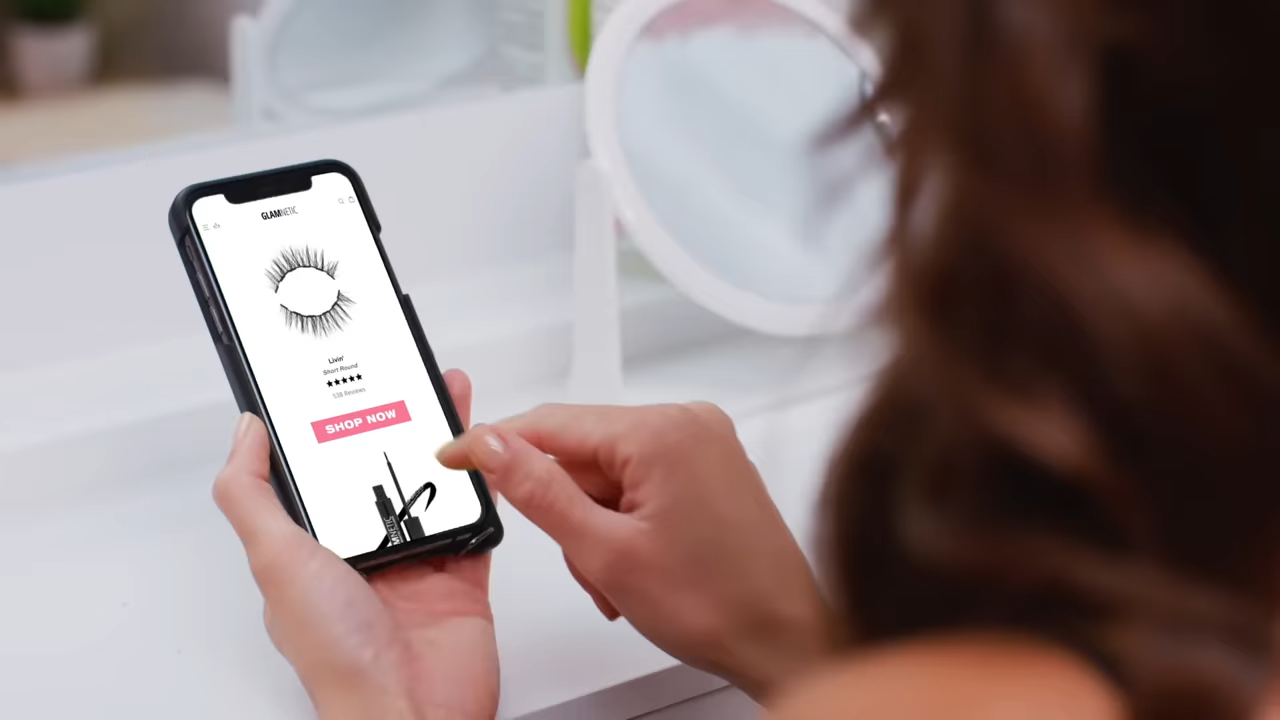 GLAMNETIC
Livin'
Short Round
★★★★★
538 Reviews
SHOP NOW